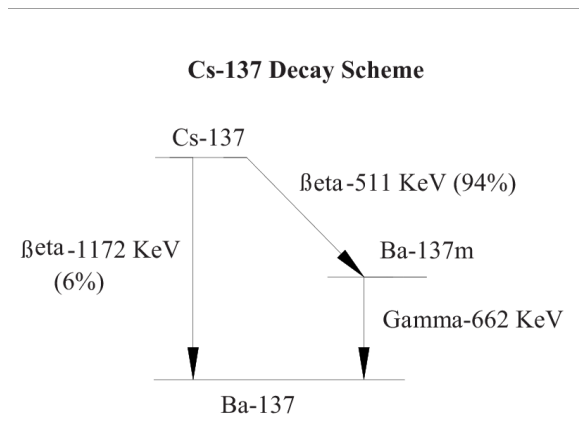 Cs-137 Decay Scheme
Cs-137
ßeta-511 KeV (94%)
ßeta-1172 KeV
(6%)
Ba-137m
Gamma-662 KeV
Ba-137